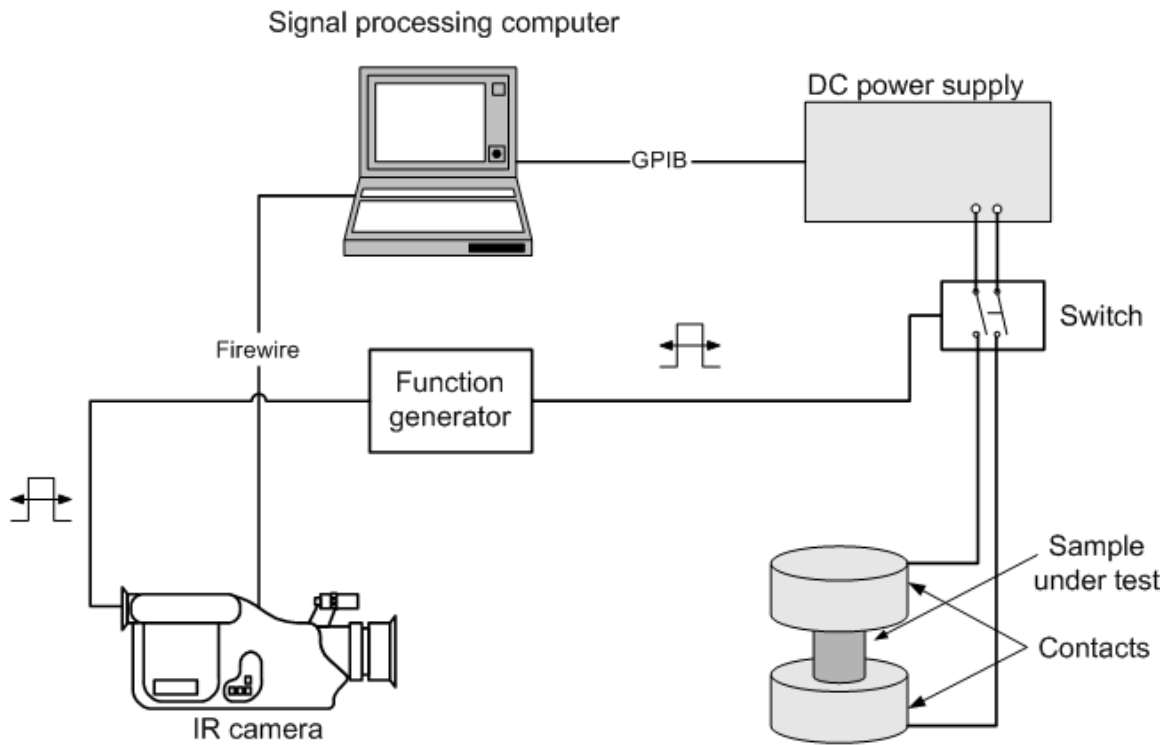 Signal processing computer
DC power supply
GPIB
Switch
Firewire
Function
generator
Sample
under test
Contacts
IR camera